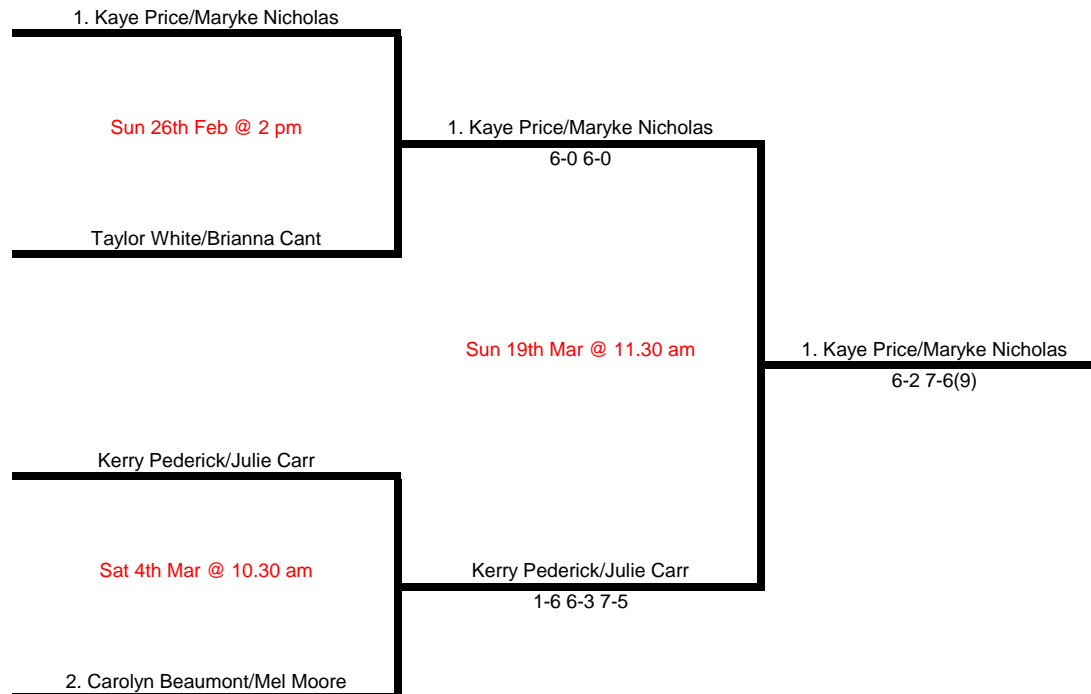 1. Kaye Price/Maryke Nicholas
Sun 26th Feb @ 2 pm
1. Kaye Price/Maryke Nicholas
6-0 6-0
Taylor White/Brianna Cant
Sun 19th Mar @ 11.30 am
1. Kaye Price/Maryke Nicholas
6-2 7-6(9)
Kerry Pederick/Julie Carr
Sat 4th Mar @ 10.30 am
Kerry Pederick/Julie Carr
1-6 6-3 7-5
2. Carolyn Beaumont/Mel Moore